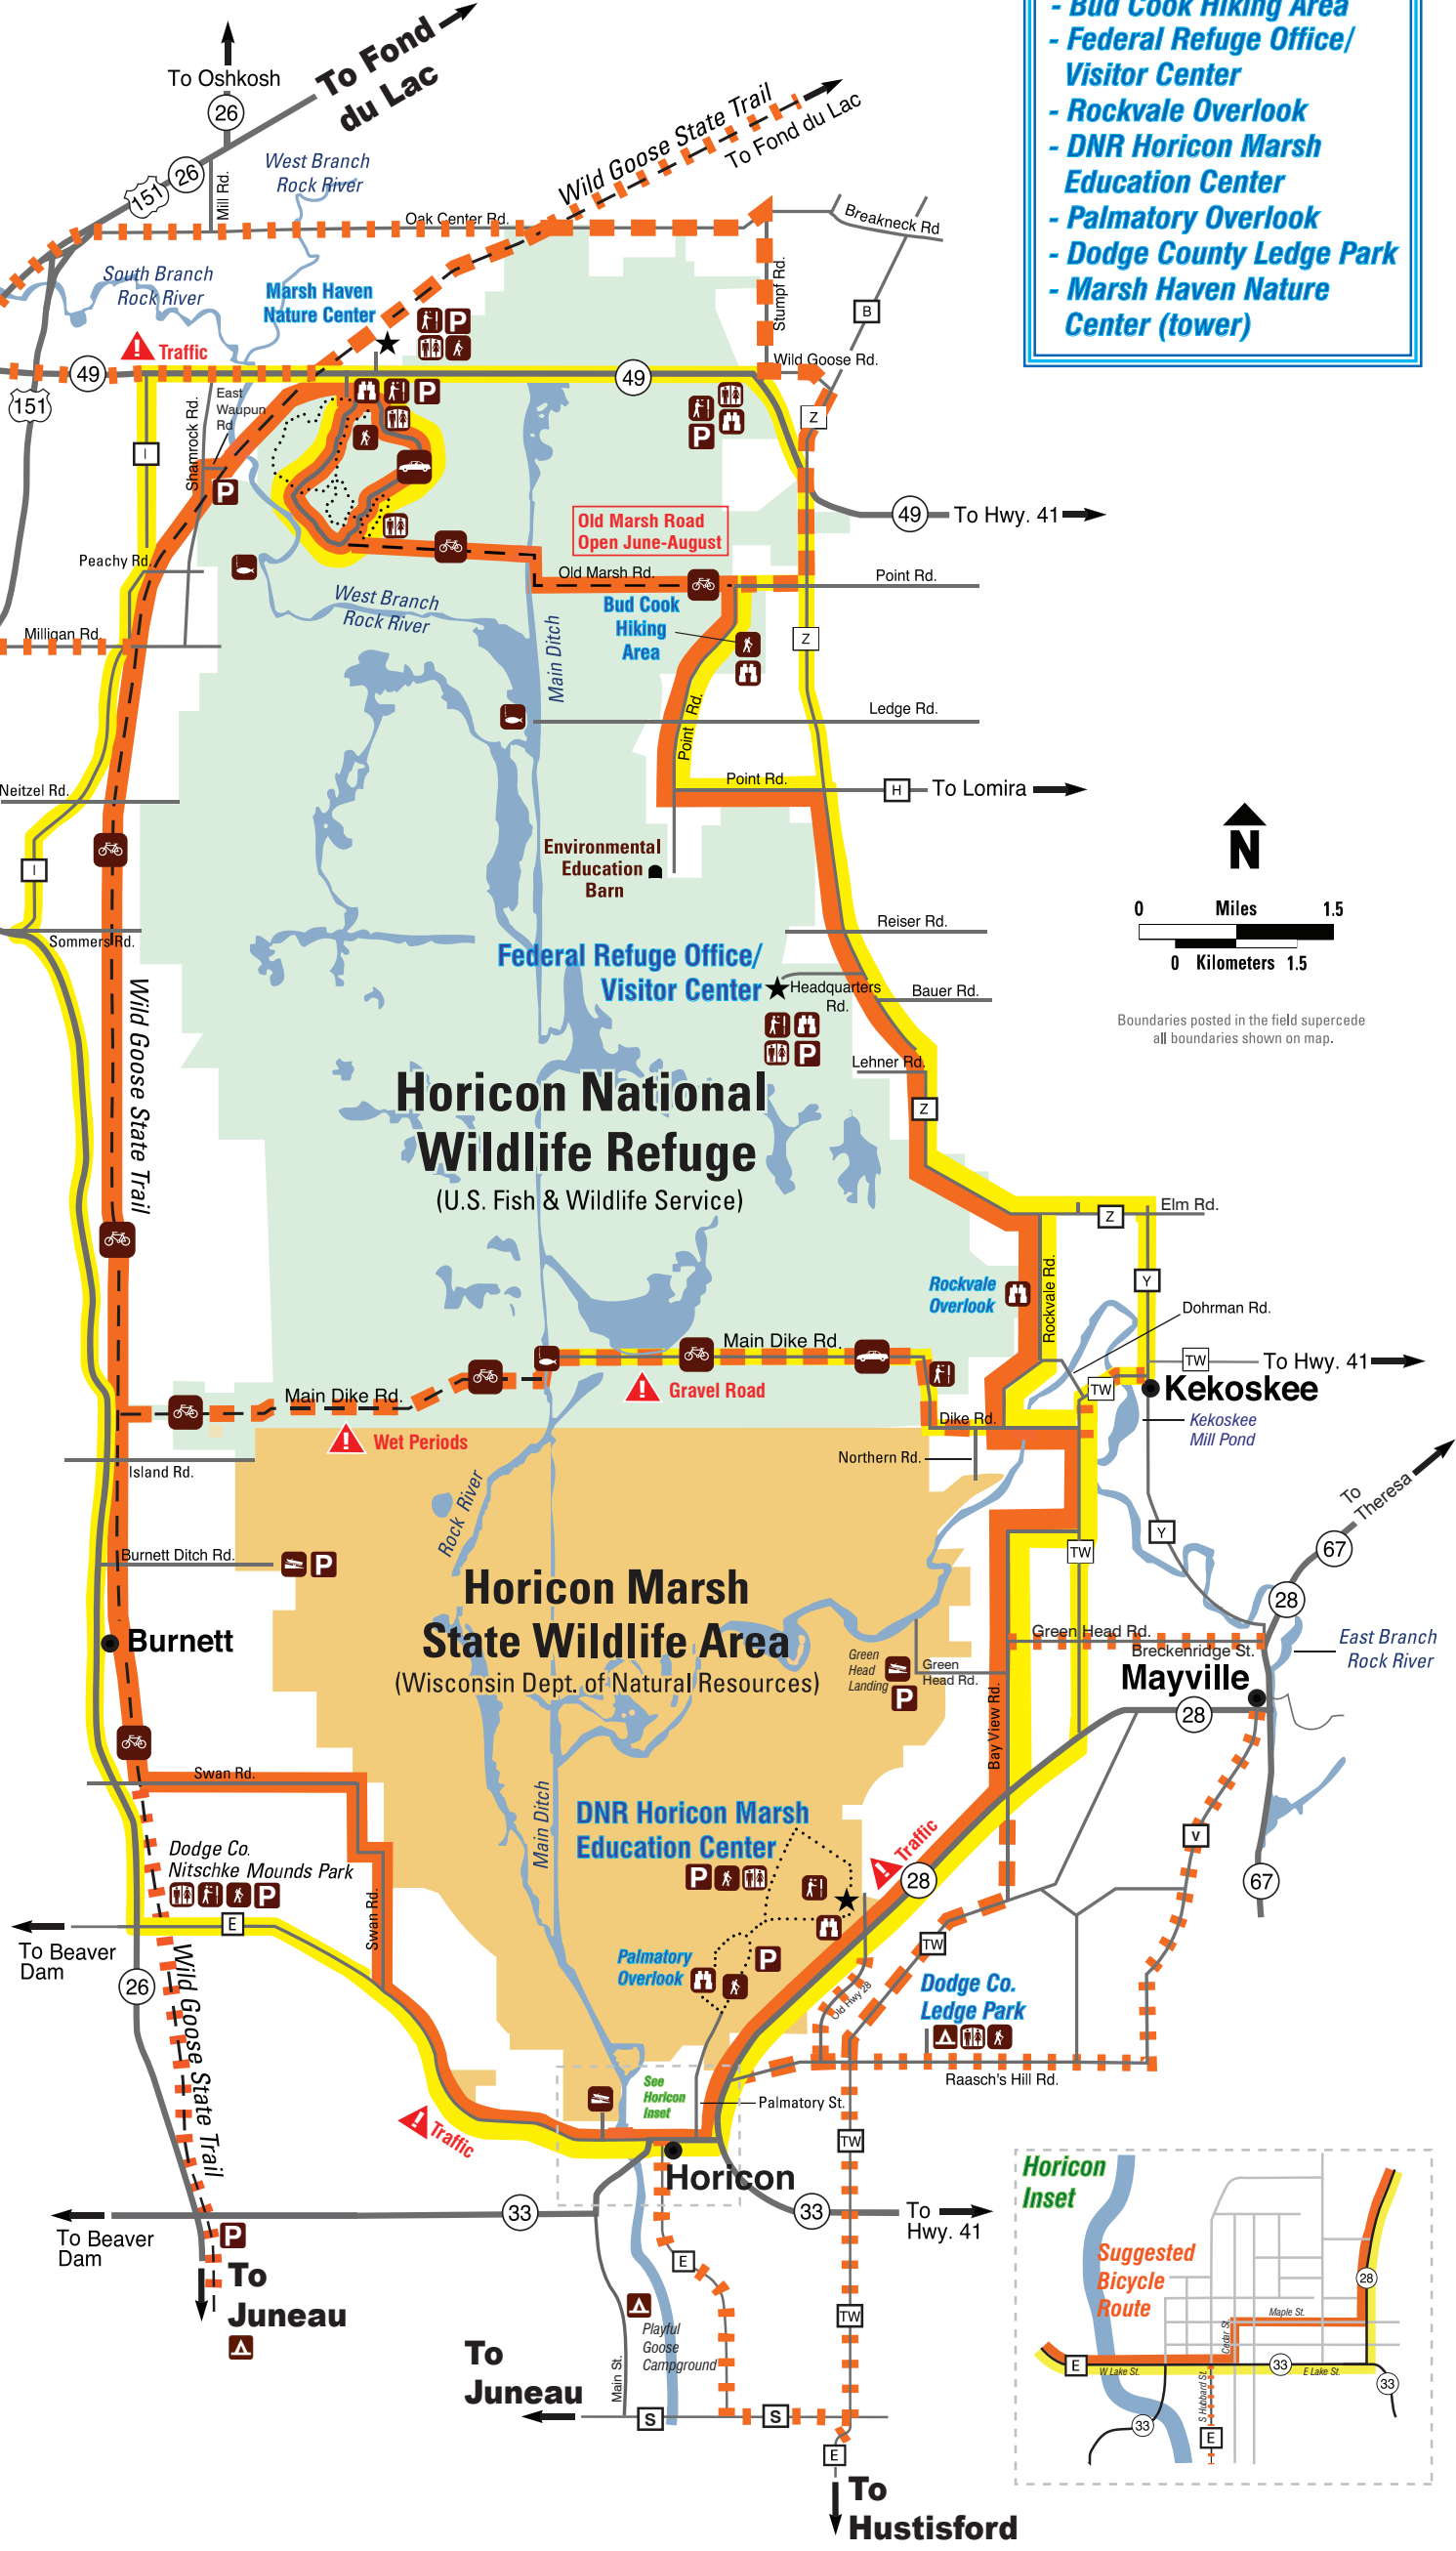 - Bud Cook Hiking Area
- Federal Refuge Office/
Visitor Center
- Rockvale Overlook
- DNR Horicon Marsh
Education Center
- Palmatory Overlook
- Dodge County Ledge Park
- Marsh Haven Nature
Center (tower)
To Oshkosh
26
To Fond
du Lac
151
26
Mill Rd.
West Branch
Rock River
Wild Goose State Trail
To Fond du Lac
Oak Center Rd.
Breakneck Rd
South Branch
Rock River
Marsh Haven
Nature Center
P
Stumpf Rd.
B
Traffic
Wild Goose Rd.
49
49
151
East
Waupun
Rd
Shamrock Rd.
I
P
P
Z
P
49
To Hwy. 41
Old Marsh Road
Open June-August
Peachy Rd.
Old Marsh Rd.
Point Rd.
West Branch
Rock River
Bud Cook
Hiking
Area
Milligan Rd.
Main Ditch
Z
Ledge Rd.
Point Rd.
Point Rd.
H
To Lomira
Neitzel Rd.
Environmental
Education
Barn
I
N
0 Miles 1.5
0 Kilometers 1.5
Reiser Rd.
Sommers Rd.
Federal Refuge Office/
Visitor Center
Headquarters
Rd.
Bauer Rd.
P
Boundaries posted in the field supercede
all boundaries shown on map.
Wild Goose State Trail
Lehner Rd.
Horicon National
Wildlife Refuge
(U.S. Fish & Wildlife Service)
Z
Elm Rd.
Z
Rockvale
Overlook
Rockvale Rd.
Y
Dohrman Rd.
Main Dike Rd.
TW
To Hwy. 41
Gravel Road
TW
Kekoskee
Main Dike Rd.
Dike Rd.
Kekoskee
Mill Pond
Wet Periods
Northern Rd.
Island Rd.
Rock River
To
Theresa
Y
67
TW
Burnett Ditch Rd.
P
Horicon Marsh
State Wildlife Area
(Wisconsin Dept. of Natural Resources)
28
Burnett
Green Head Rd.
Breckenridge St.
East Branch
Rock River
Green
Head
Landing
Green
Head Rd.
P
Mayville
28
Bay View Rd.
Swan Rd.
Main Ditch
DNR Horicon Marsh
Education Center
P
Traffic
V
Dodge Co.
Nitschke Mounds Park
P
28
67
E
Swan Rd.
To Beaver
Dam
TW
Palmatory
Overlook
P
26
Old Hwy 28
Dodge Co.
Ledge Park
Wild Goose State Trail
Raasch's Hill Rd.
See
Horicon
Inset
Palmatory St.
Traffic
TW
Horicon
33
33
To
Hwy. 41
To Beaver
Dam
P
To
Juneau
E
TW
Playful
Goose
Campground
Main St.
To
Juneau
S
S
E
To
Hustisford
Horicon
Inset
Suggested
Bicycle
Route
28
Maple St.
Cedar St.
E
W Lake St.
33
E Lake St.
33
S Hubbard St.
33
E